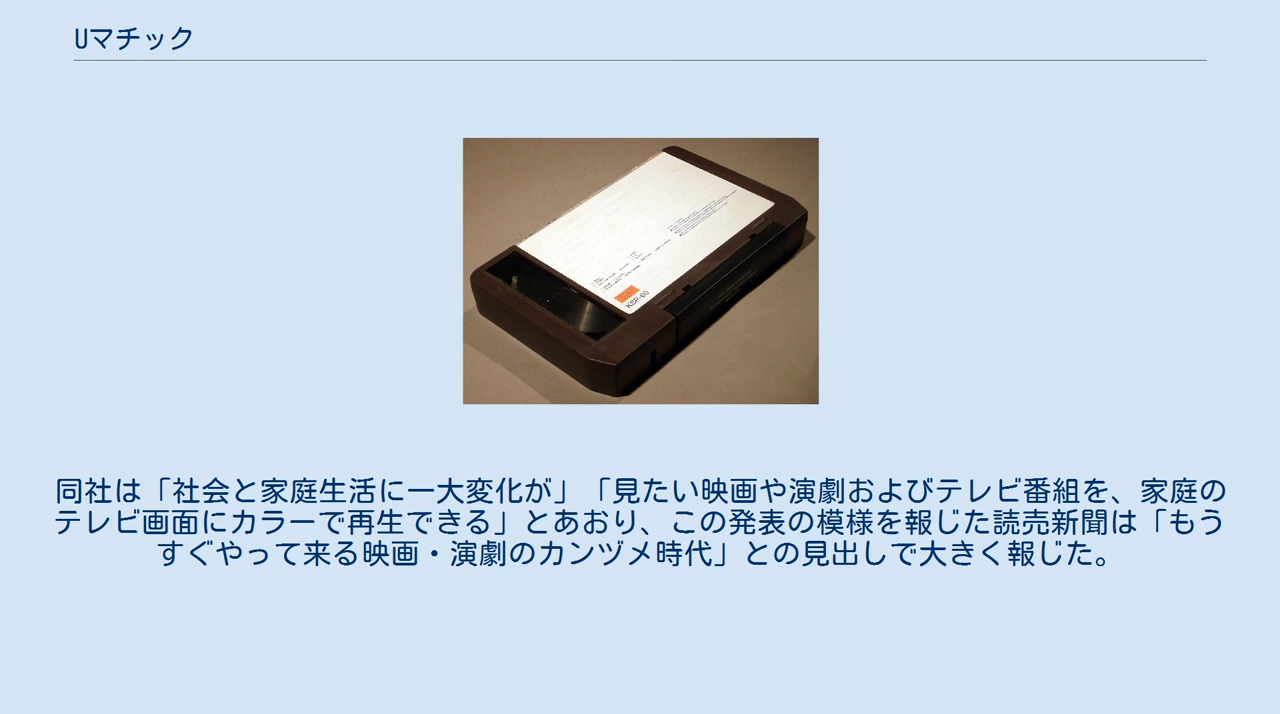 Uマチック
KSP-60
同社は「社会と家庭生活に一大変化が」「見たい映画や演劇およびテレビ番組を、家庭の
テレビ画面にカラーで再生できる」とあおり、この発表の模様を報じた読売新聞は「もう
すぐやって来る映画・演劇のカンヅメ時代」との見出しで大きく報じた。